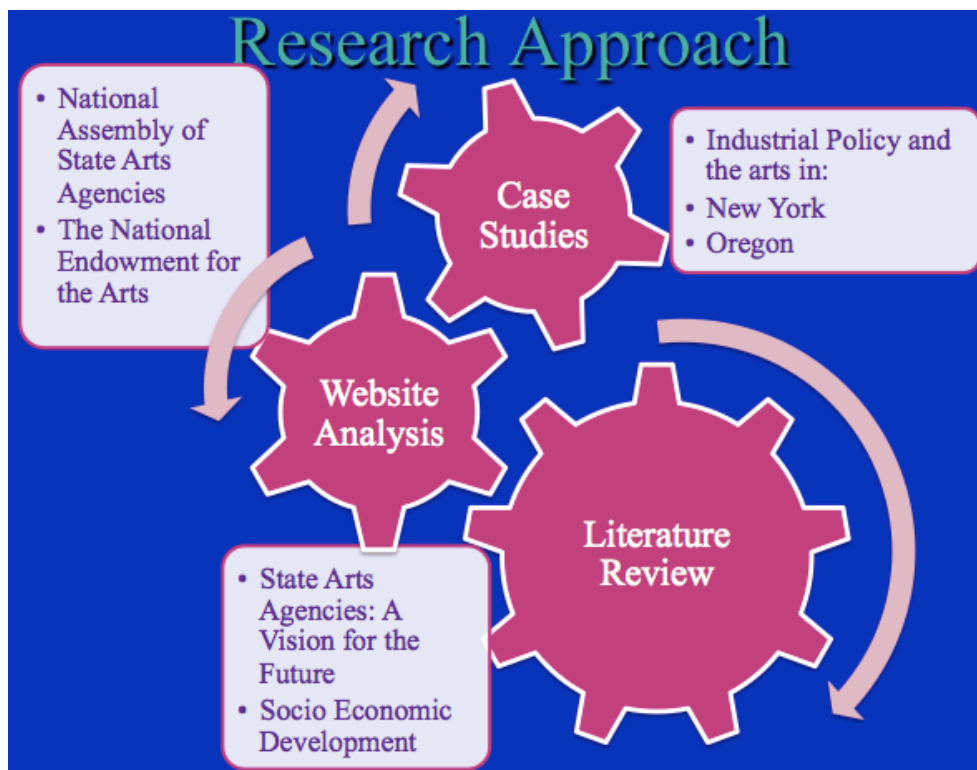 Research Approach
• National
Assembly of
State Arts
Agencies
• The National
Endowment for
the Arts
Case
Studies
• Industrial Policy and
the arts in:
• New York
• Oregon
Website
Analysis
Literature
Review
• State Arts
Agencies: A
Vision for the
Future
• Socio Economic
Development